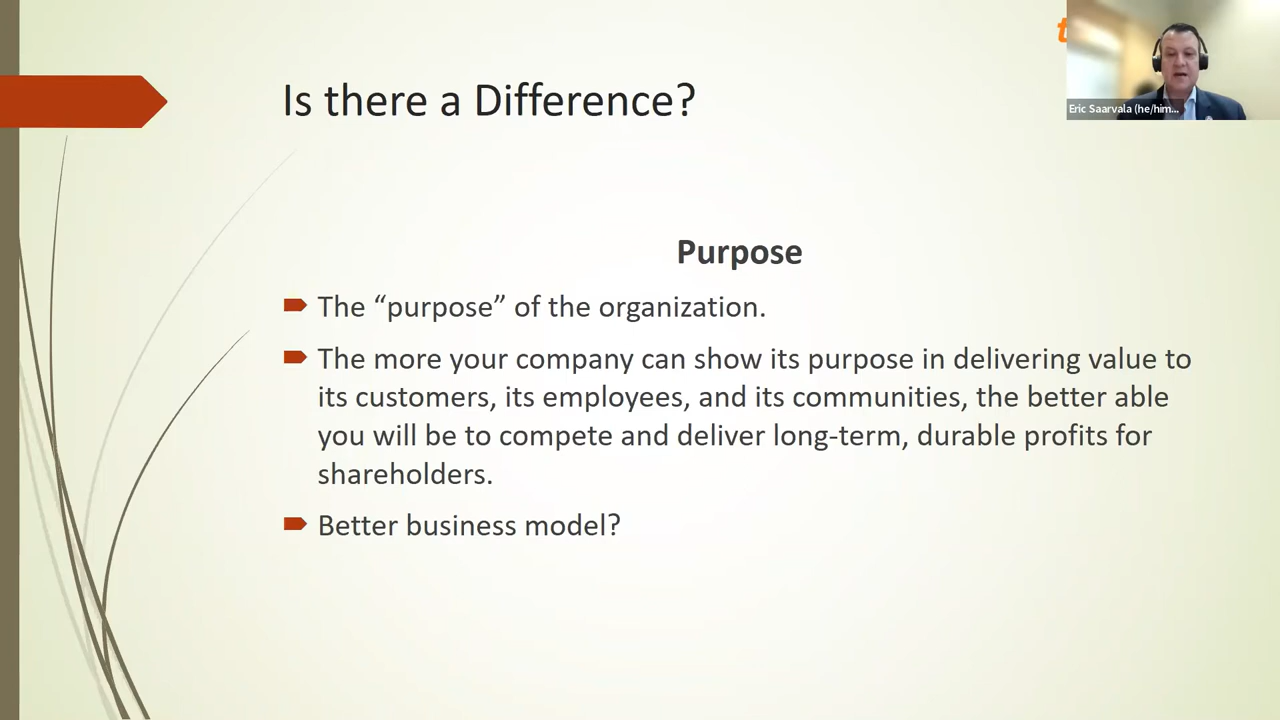 Is there a Difference?
Eric Saarvala (he/him...
Purpose
The “purpose” of the organization.
The more your company can show its purpose in delivering value to
its customers, its employees, and its communities, the better able
you will be to compete and deliver long-term, durable profits for
shareholders.
Better business model?